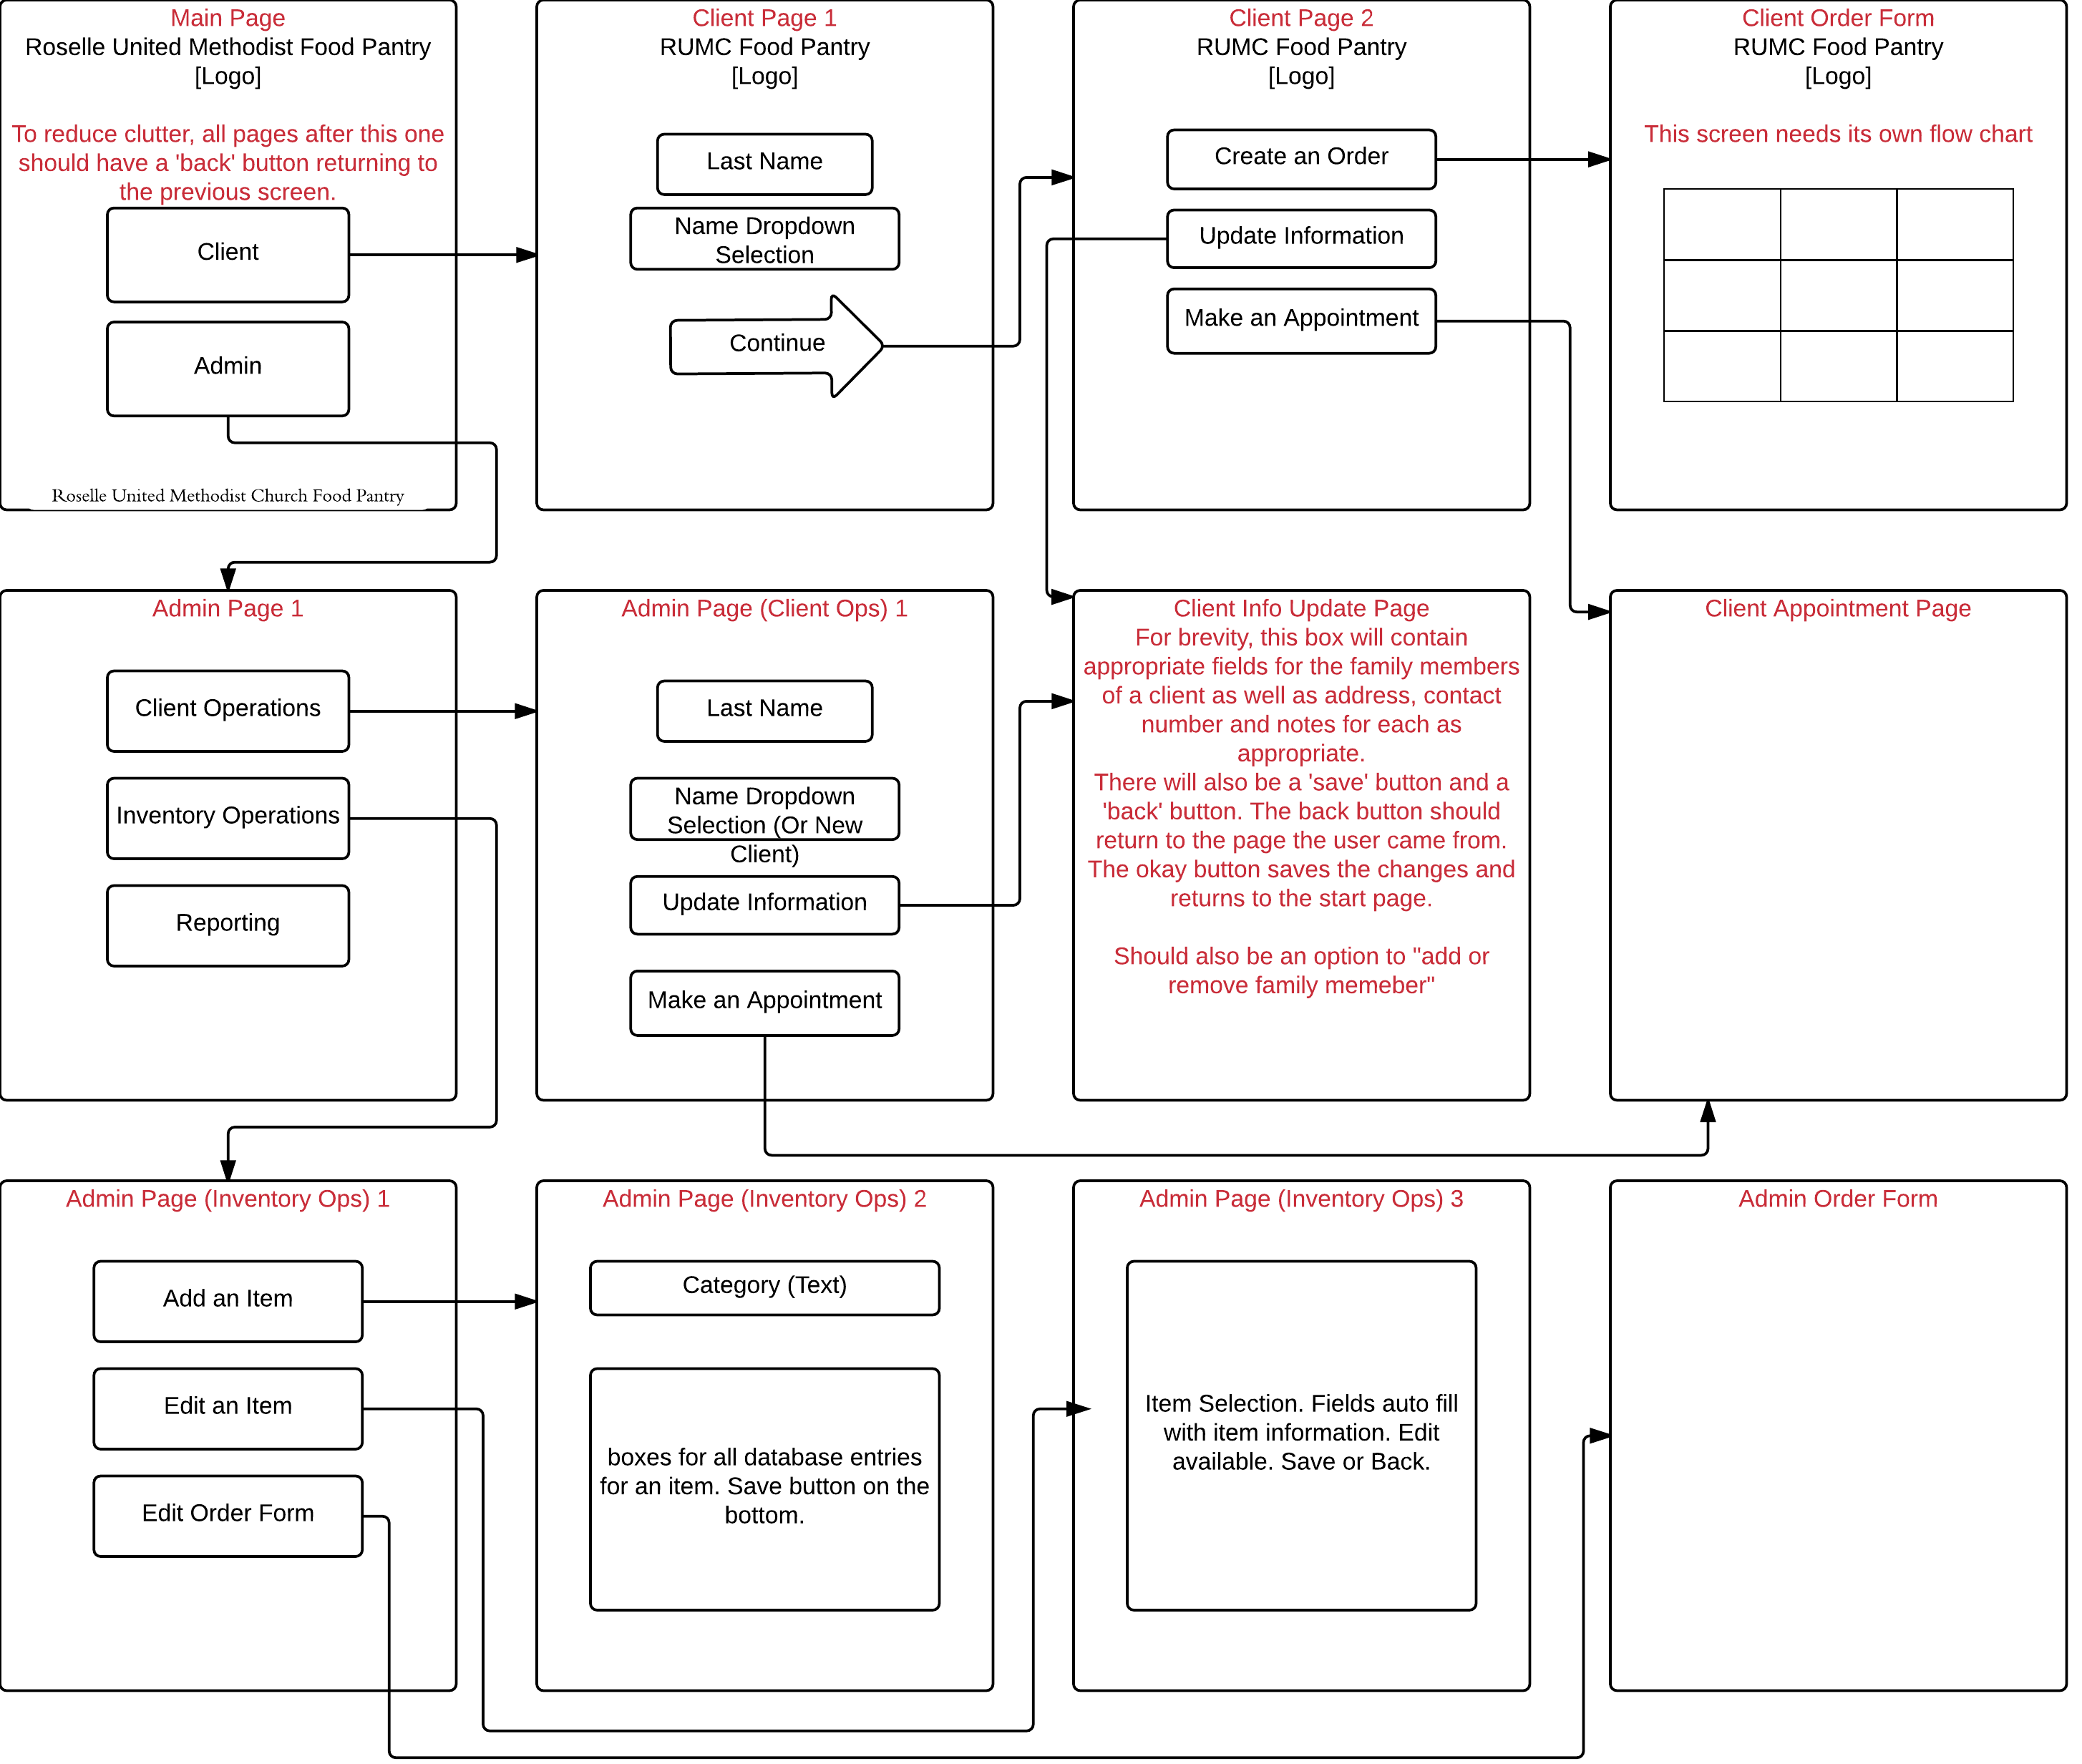 Main Page
Roselle United Methodist Food Pantry
[Logo]
To reduce clutter, all pages after this one
should have a 'back' button returning to
the previous screen.
Client
Admin
Roselle United Methodist Church Food Pantry
Client Page 1
RUMC Food Pantry
[Logo]
Last Name
Name Dropdown
Selection
Continue
Client Page 2
RUMC Food Pantry
[Logo]
Create an Order
Update Information
Make an Appointment
Client Order Form
RUMC Food Pantry
[Logo]
This screen needs its own flow chart
Admin Page 1
Client Operations
Inventory Operations
Reporting
Admin Page (Client Ops) 1
Last Name
Name Dropdown
Selection (Or New
Client)
Update Information
Make an Appointment
Client Info Update Page
For brevity, this box will contain
appropriate fields for the family members
of a client as well as address, contact
number and notes for each as
appropriate.
There will also be a 'save' button and a
'back' button. The back button should
return to the page the user came from.
The okay button saves the changes and
returns to the start page.
Should also be an option to "add or
remove family memeber"
Client Appointment Page
Admin Page (Inventory Ops) 1
Add an Item
Edit an Item
Edit Order Form
Admin Page (Inventory Ops) 2
Category (Text)
boxes for all database entries
for an item. Save button on the
bottom.
Admin Page (Inventory Ops) 3
Item Selection. Fields auto fill
with item information. Edit
available. Save or Back.
Admin Order Form